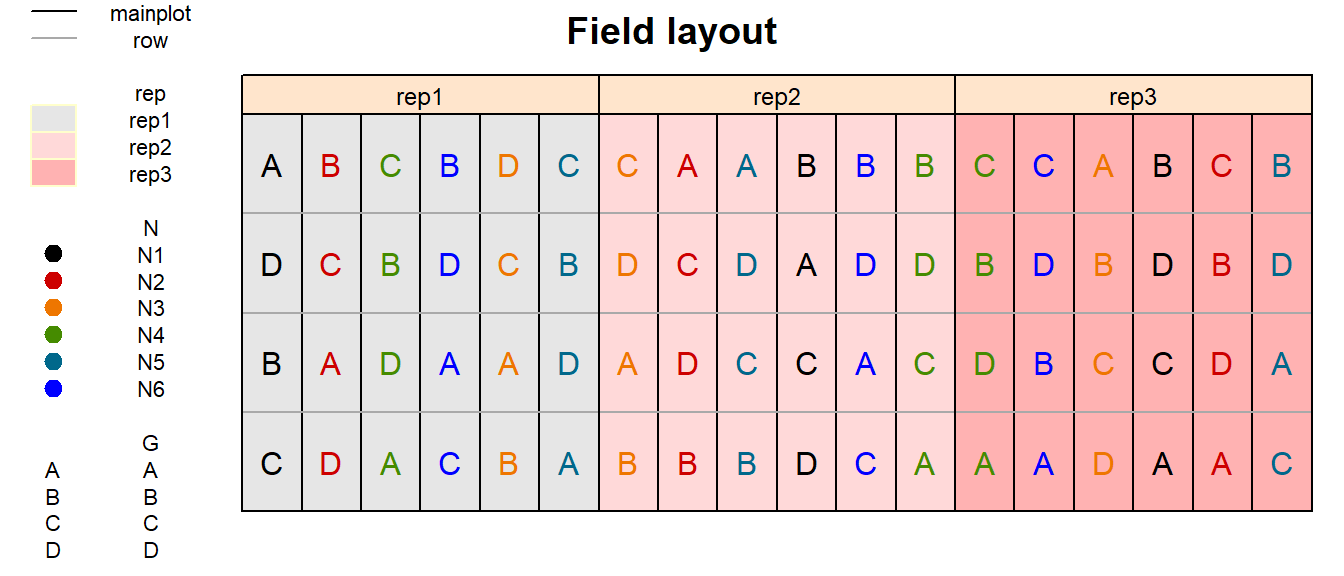 Field layout
mainplot
row
rep
rep1
rep2
rep3
N
N1
N2
N3
N4
N5
N6
G
A A
B B
C C
D D
rep1 rep2 rep3
A B C B D C C A A B B B C C A B C B
D C B D C B D C D A D D B D B D B D
B A D A A D A D C C A C D B C C D A
C D A C B A B B B D C A A A D A A C